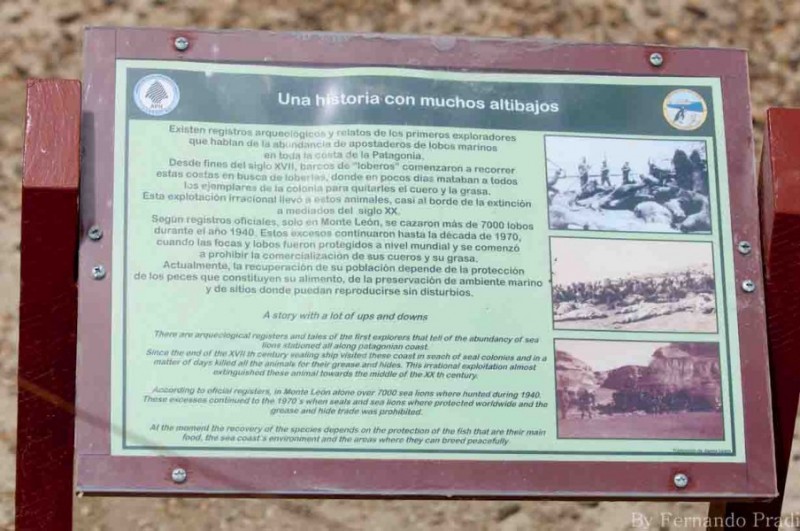 Una historia con muchos altibajos
Existen registros arqueológicos y relatos de los primeros exploradores
que hablan de la abundancia de apostaderos de lobos marinos
en toda la costa de la Patagonia.
Desde fines del siglo XVII, barcos de "loberos" comenzaron a recorrer
estas costas en busca de loberías, donde en pocos días mataban a todos
los ejemplares de la colonia para quitarles el cuero y la grasa.
Esta explotación irracional llevó a estos animales, casi al borde de la extinción
a mediados del siglo XX.
Según registros oficiales, solo en Monte León, se cazaron más de 7000 lobos
durante el año 1940. Estos excesos continuaron hasta la década de 1970,
cuando las focas y lobos fueron protegidos a nivel mundial y se comenzó
a prohibir la comercialización de sus cueros y su grasa.
Actualmente, la recuperación de su población depende de la protección
de los peces que constituyen su alimento, de la preservación de ambiente marino
y de sitios donde puedan reproducirse sin disturbios.
A story with a lot of ups and downs
There are arqueological registers and tales of the first explorers that tell of the abundancy of sea
lions stationed all along patagonian coast.
Since the end of the XVII th century sealing ship visited these coast in seach of seal colonies and in a
matter of days killed all the animales for their grease and hides. This irrational exploitation almost
extinguished these animal towards the middle of the XX th century.
According to oficial registers, in Monte León alone over 7000 sea lions where hunted during 1940.
These excesses continued to the 1970's when seals and sea lions where protected worldwide and the
grease and hide trade was prohibited.
At the moment the recovery of the species depends on the protection of the fish that are their main
food, the sea coast's environment and the areas where they can breed peacefully
By Fernando Pradi